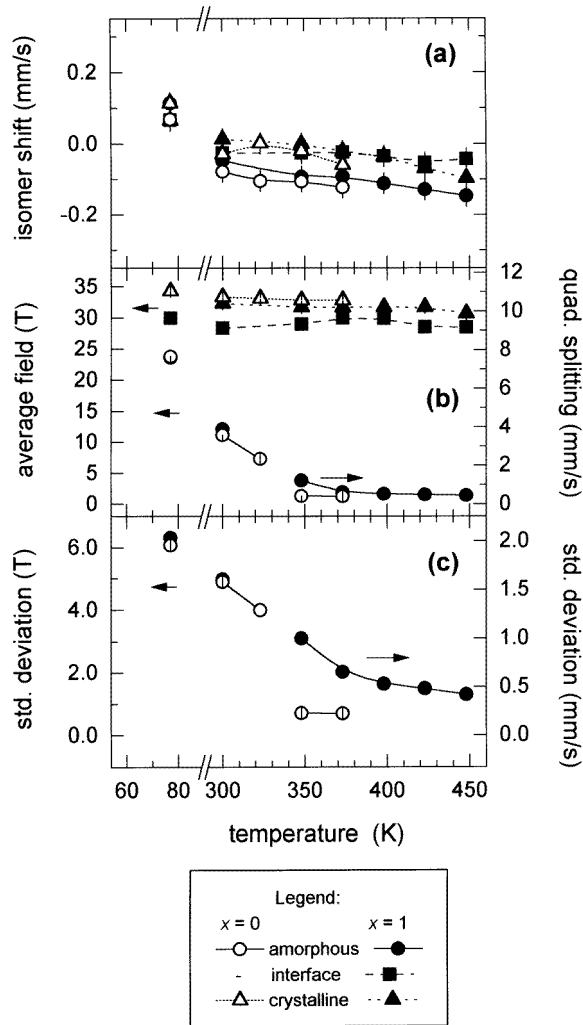 (a)
isomer shift (mm/s)
0.2
0.0
-0.2
(b)
average field (T)
35
30
25
20
15
10
5
0
quad. splitting (mm/s)
12
10
8
6
4
2
0
(c)
std. deviation (T)
6.0
4.0
2.0
0.0
std. deviation (mm/s)
2.0
1.5
1.0
0.5
0.0
60 80 300 350 400 450
temperature (K)
Legend:
x = 0 x = 1
amorphous
- interface
crystalline